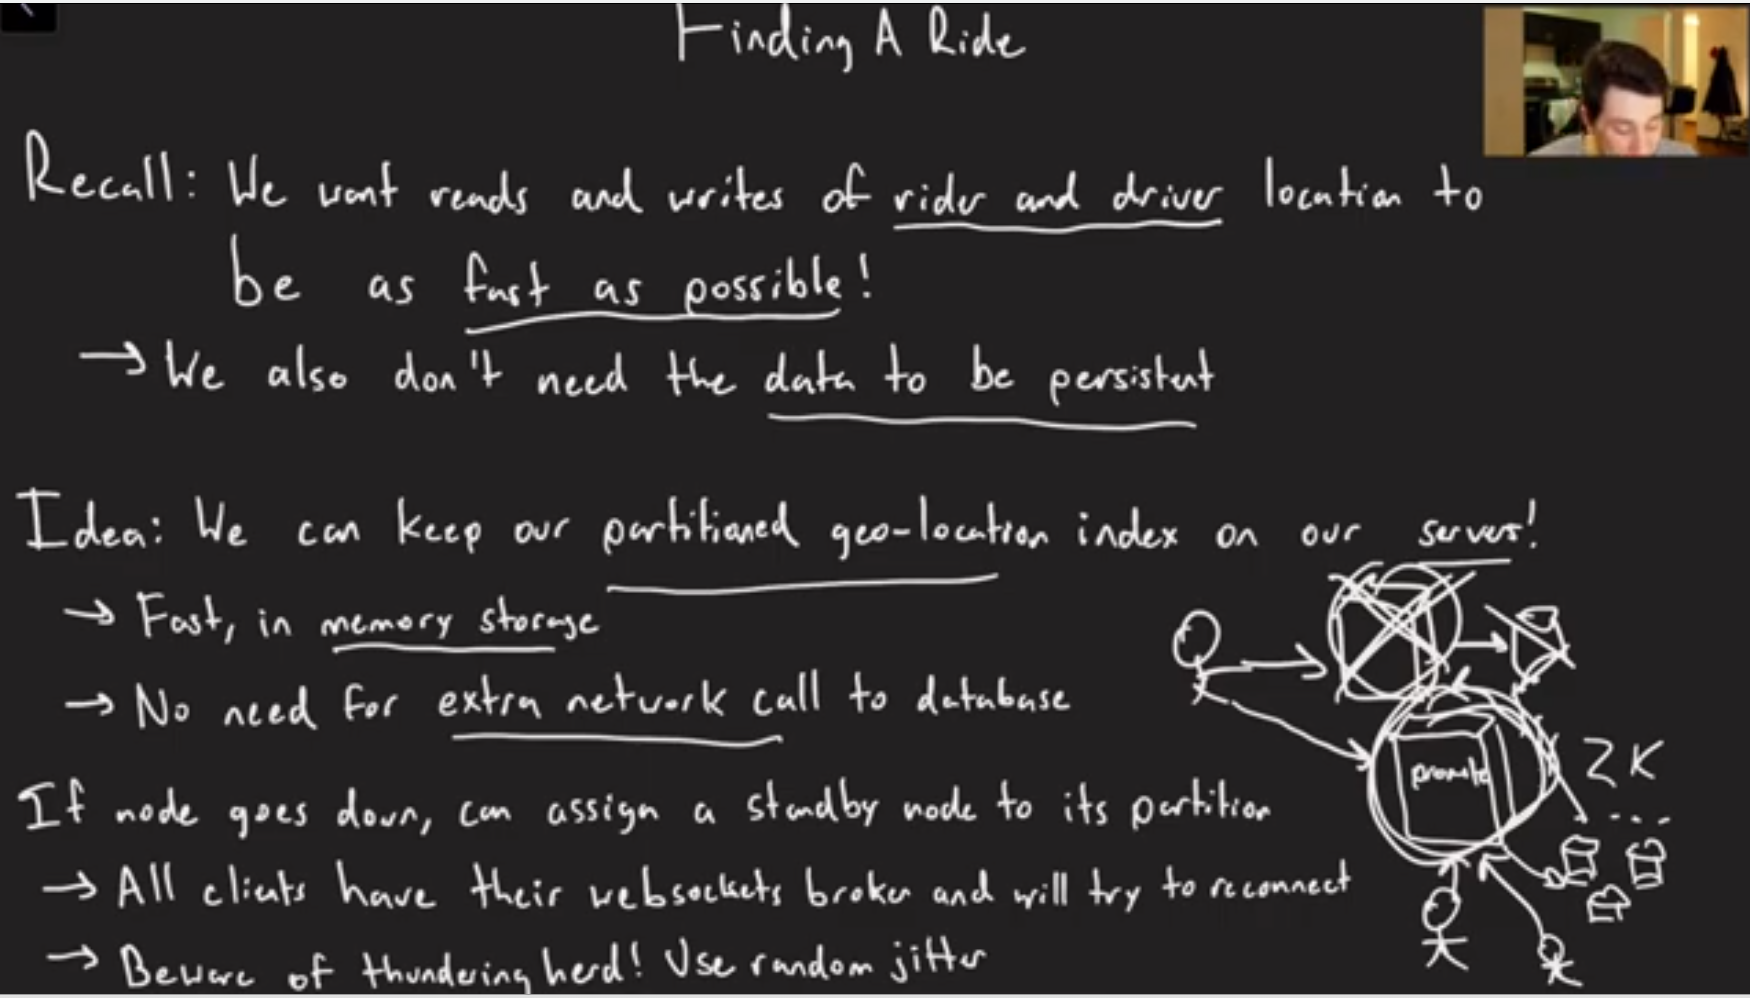 Finding A Ride
Recall: We want reads and writes of rider and driver location to
be as fast as possible!
→ We also don't need the data to be persistent
Idea: We can keep our partitioned geo-location index on our servers!
→ Fast, in memory storage
→ No need for extra network call to database
ZK
...
If node goes down, can assign a standby node to its partition
→ All clients have their websockets broken and will try to reconnect
→ Beware of thundering herd! Use random jitter